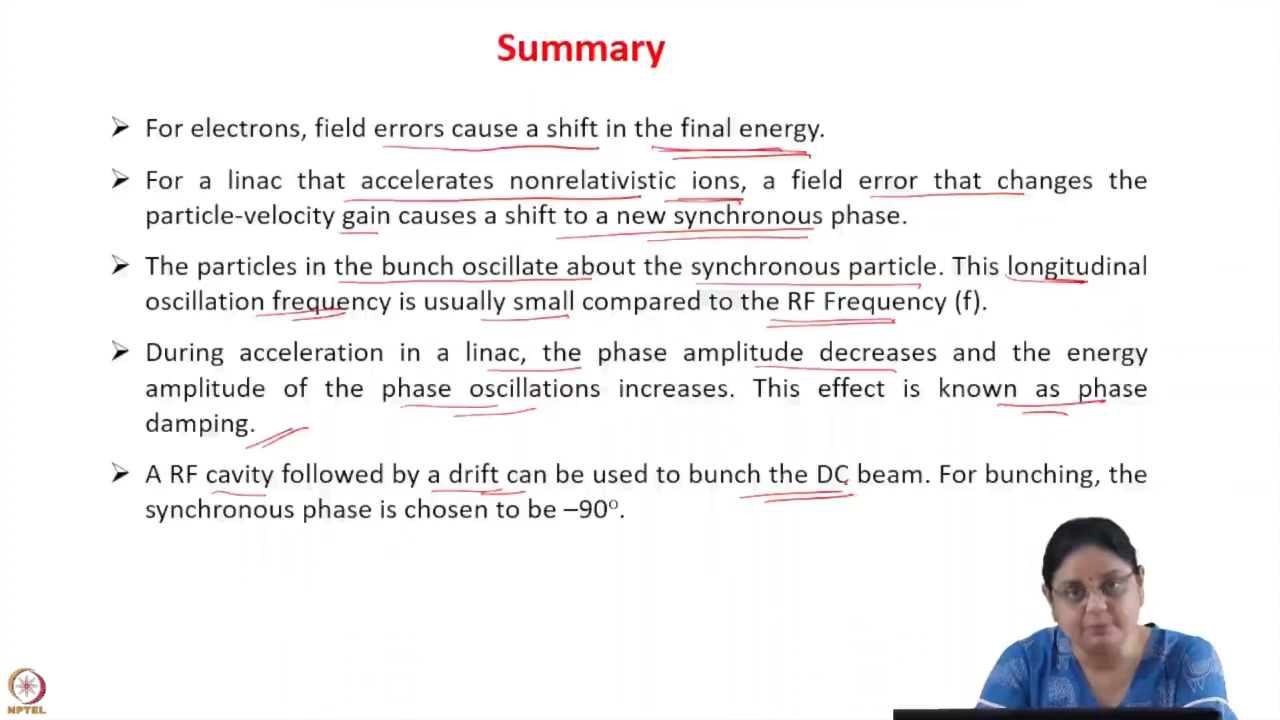 Summary
➢ For electrons, field errors cause a shift in the final energy.
➢ For a linac that accelerates nonrelativistic ions, a field error that changes the
particle-velocity gain causes a shift to a new synchronous phase.
➢ The particles in the bunch oscillate about the synchronous particle. This longitudinal
oscillation frequency is usually small compared to the RF Frequency (f).
➢ During acceleration in a linac, the phase amplitude decreases and the energy
amplitude of the phase oscillations increases. This effect is known as phase
damping.
➢ A RF cavity followed by a drift can be used to bunch the DC beam. For bunching, the
synchronous phase is chosen to be –90°.
NPTEL